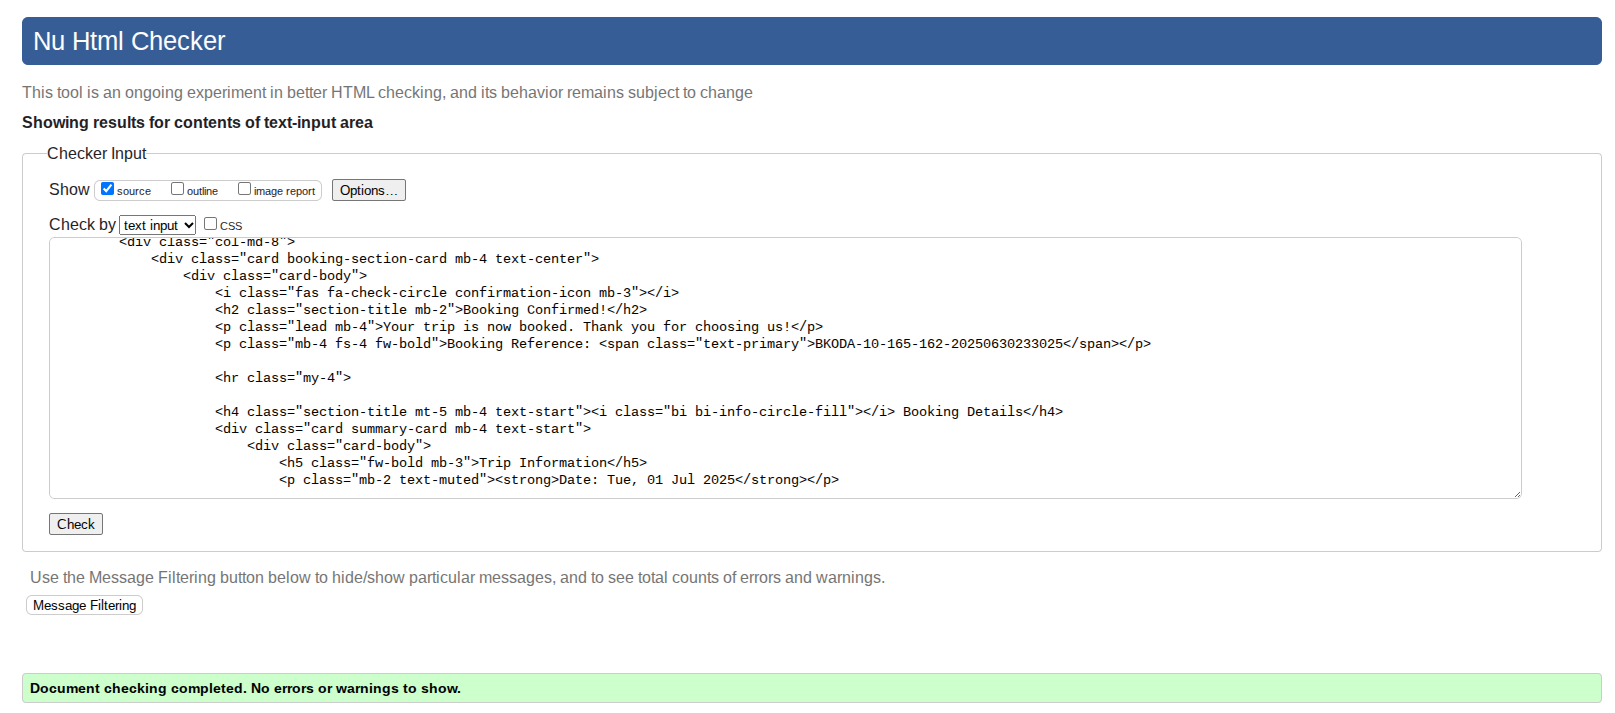 Nu Html Checker
This tool is an ongoing experiment in better HTML checking, and its behavior remains subject to change
Showing results for contents of text-input area
Checker Input
Show source outline image report Options...
Check by text input CSS
<div class="col-md-8">
<div class="card booking-section-card mb-4 text-center">
<div class="card-body">
<i class="fas fa-check-circle confirmation-icon mb-3"></i>
<h2 class="section-title mb-2">Booking Confirmed!</h2>
<p class="lead mb-4">Your trip is now booked. Thank you for choosing us!</p>
<p class="mb-4 fs-4 fw-bold">Booking Reference: <span class="text-primary">BKODA-10-165-162-20250630233025</span></p>
<hr class="my-4">
<h4 class="section-title mt-5 mb-4 text-start"><i class="bi bi-info-circle-fill"></i> Booking Details</h4>
<div class="card summary-card mb-4 text-start">
<div class="card-body">
<h5 class="fw-bold mb-3">Trip Information</h5>
<p class="mb-2 text-muted"><strong>Date: Tue, 01 Jul 2025</strong></p>
Check
Use the Message Filtering button below to hide/show particular messages, and to see total counts of errors and warnings.
Message Filtering
Document checking completed. No errors or warnings to show.